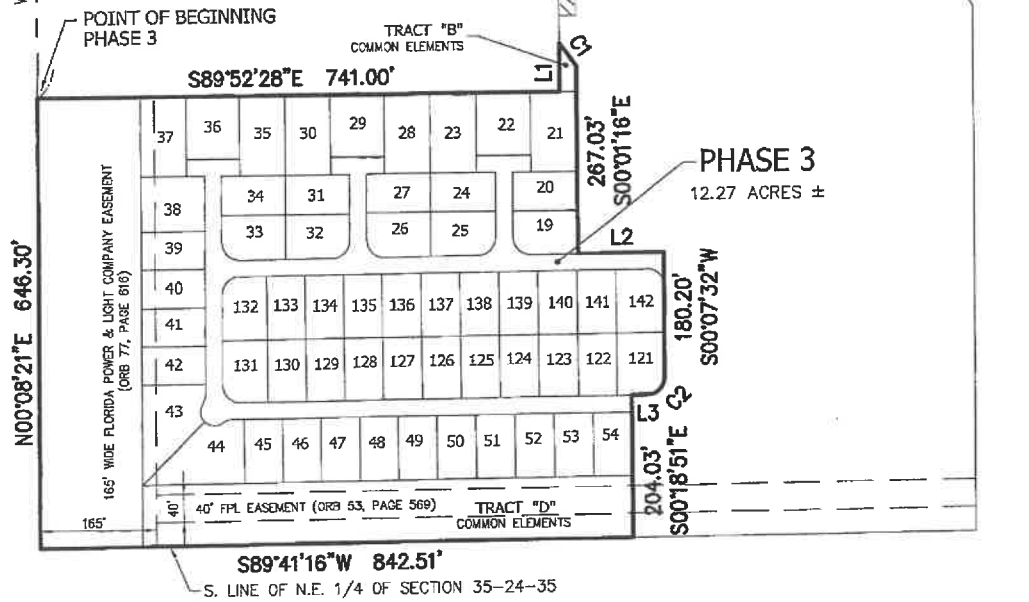 POINT OF BEGINNING
PHASE 3
TRACT "B"
COMMON ELEMENTS
C1
L1
S89°52'28"E 741.00'
267.03'
S00°01'16"E
PHASE 3
12.27 ACRES ±
37 36 35 30 29 28 23 22 21
34 31 27 24 20
38
33 32 26 25 19
39
L2
N00°08'21"E 646.30'
165' WIDE FLORIDA POWER & LIGHT COMPANY EASEMENT
(ORB 77, PAGE 616)
40
132 133 134 135 136 137 138 139 140 141 142
41
180.20'
S00°07'32"W
42
131 130 129 128 127 126 125 124 123 122 121
43
C2
L3
44 45 46 47 48 49 50 51 52 53 54
204.03'
S00°18'51"E
40'
40' FPL EASEMENT (ORB 53, PAGE 569)
TRACT "D"
COMMON ELEMENTS
165'
S89°41'16"W 842.51'
S. LINE OF N.E. 1/4 OF SECTION 35-24-35